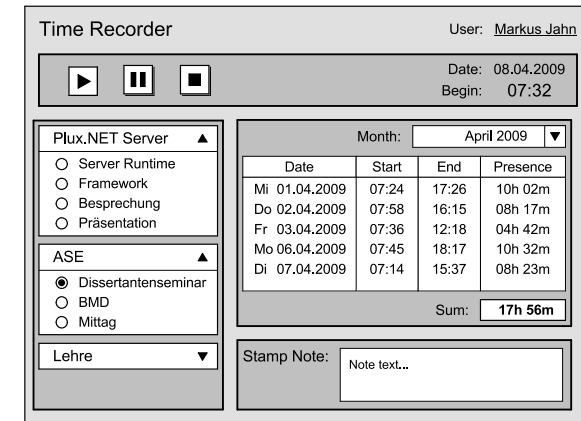 Time Recorder
User: Markus Jahn
Date: 08.04.2009
Begin: 07:32
Plux.NET Server
Server Runtime
Framework
Besprechung
Präsentation
ASE
Dissertantenseminar
BMD
Mittag
Lehre
Month: April 2009
Date Start End Presence
Mi 01.04.2009 07:24 17:26 10h 02m
Do 02.04.2009 07:58 16:15 08h 17m
Fr 03.04.2009 07:36 12:18 04h 42m
Mo 06.04.2009 07:45 18:17 10h 32m
Di 07.04.2009 07:14 15:37 08h 23m
Sum: 17h 56m
Stamp Note: Note text...